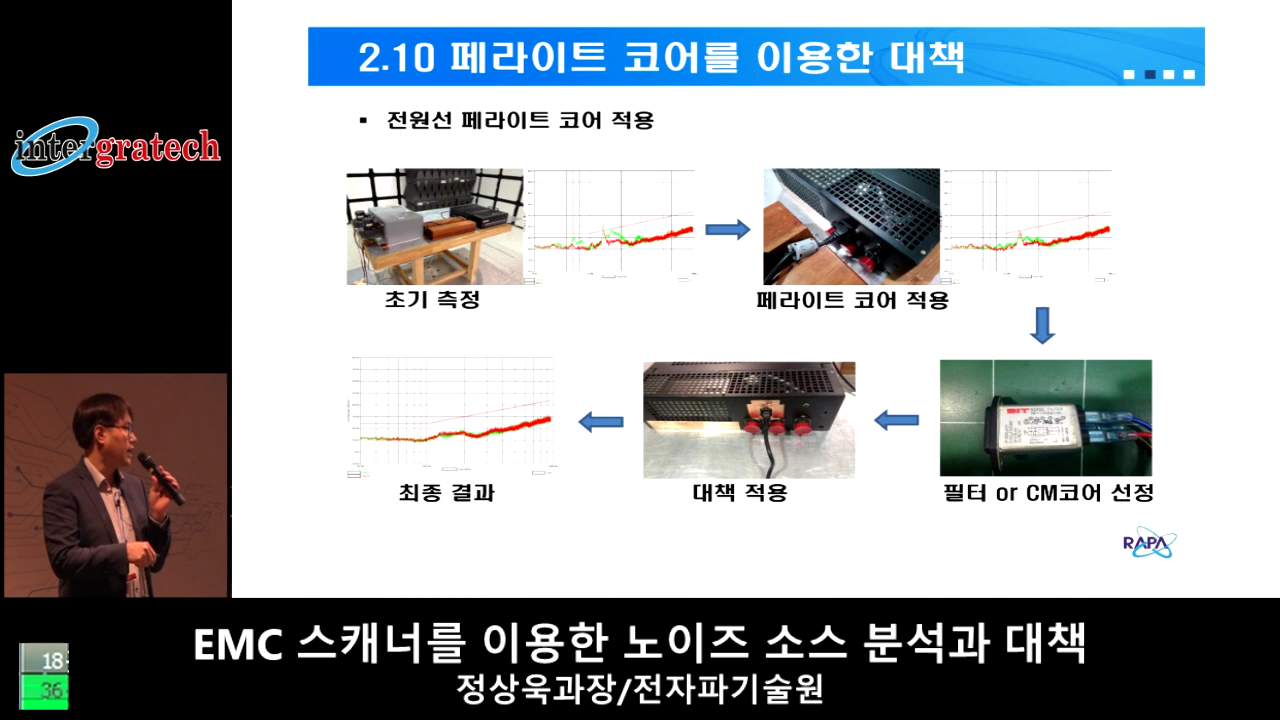 2.10 페라이트 코어를 이용한 대책
▪ 전원선 페라이트 코어 적용
intergratech
초기 측정
페라이트 코어 적용
최종 결과
대책 적용
필터 or CM코어 선정
RAPA
EMC 스캐너를 이용한 노이즈 소스 분석과 대책
정상욱과장/전자파기술원
18:
36